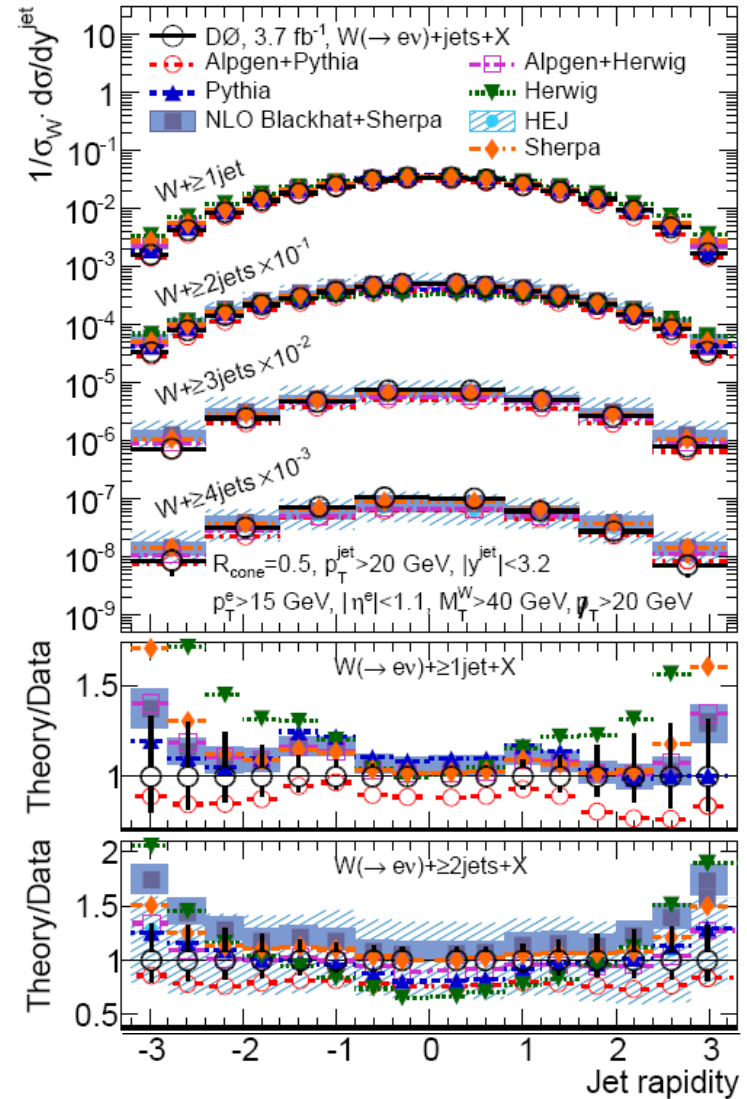 1/σ_W· dσ/dy^jet
10
1
10^-1
10^-2
10^-3
10^-4
10^-5
10^-6
10^-7
10^-8
10^-9
DØ, 3.7 fb^-1, W(→ eν)+jets+X
Alpgen+Pythia
Alpgen+Herwig
Pythia
Herwig
NLO Blackhat+Sherpa
HEJ
Sherpa
W+≥1jet
W+≥2jets×10^-1
W+≥3jets×10^-2
W+≥4jets×10^-3
R_cone=0.5, p_T^jet>20 GeV, |y^jet|<3.2
p_T^e>15 GeV, |η^e|<1.1, M_T^W>40 GeV, p̸_T>20 GeV
Theory/Data
1.5
1
W(→ eν)+≥1jet+X
Theory/Data
2
1.5
1
0.5
W(→ eν)+≥2jets+X
-3 -2 -1 0 1 2 3
Jet rapidity